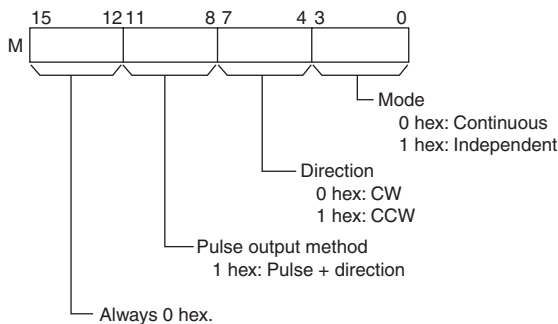 15 12 11 8 7 4 3 0
M
Mode
0 hex: Continuous
1 hex: Independent
Direction
0 hex: CW
1 hex: CCW
Pulse output method
1 hex: Pulse + direction
Always 0 hex.